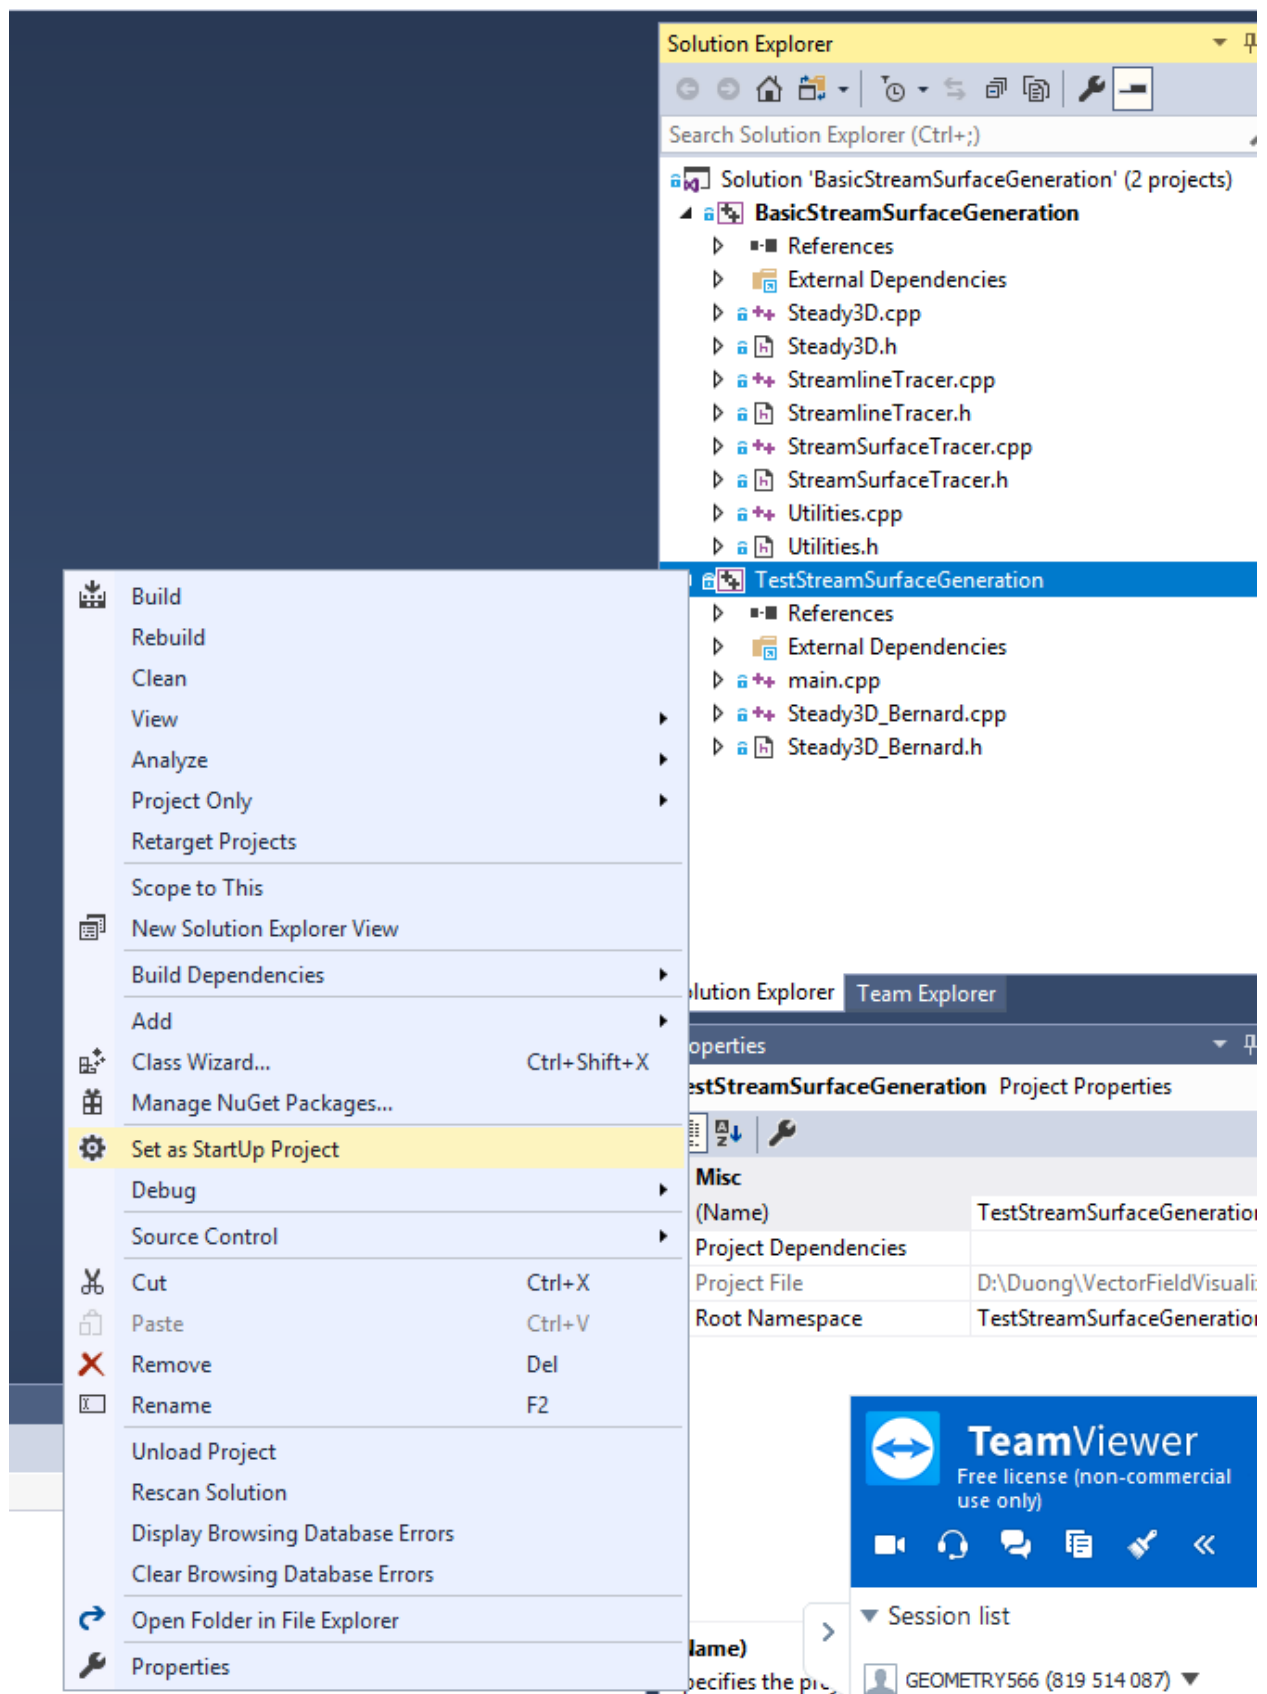 Solution Explorer
Search Solution Explorer (Ctrl+;)
Solution 'BasicStreamSurfaceGeneration' (2 projects)
BasicStreamSurfaceGeneration
References
External Dependencies
Steady3D.cpp
Steady3D.h
StreamlineTracer.cpp
StreamlineTracer.h
StreamSurfaceTracer.cpp
StreamSurfaceTracer.h
Utilities.cpp
Utilities.h
TestStreamSurfaceGeneration
References
External Dependencies
main.cpp
Steady3D_Bernard.cpp
Steady3D_Bernard.h
Build
Rebuild
Clean
View
Analyze
Project Only
Retarget Projects
Scope to This
New Solution Explorer View
Build Dependencies
Add
Class Wizard... Ctrl+Shift+X
Manage NuGet Packages...
Set as StartUp Project
Debug
Source Control
Cut Ctrl+X
Paste Ctrl+V
Remove Del
Rename F2
Unload Project
Rescan Solution
Display Browsing Database Errors
Clear Browsing Database Errors
Open Folder in File Explorer
Properties
olution Explorer Team Explorer
operties
estStreamSurfaceGeneration Project Properties
Misc
(Name) TestStreamSurfaceGeneratio
Project Dependencies
Project File D:\Duong\VectorFieldVisuali
Root Namespace TestStreamSurfaceGeneratio
Name)
pecifies the pro
TeamViewer
Free license (non-commercial
use only)
Session list
GEOMETRY566 (819 514 087)